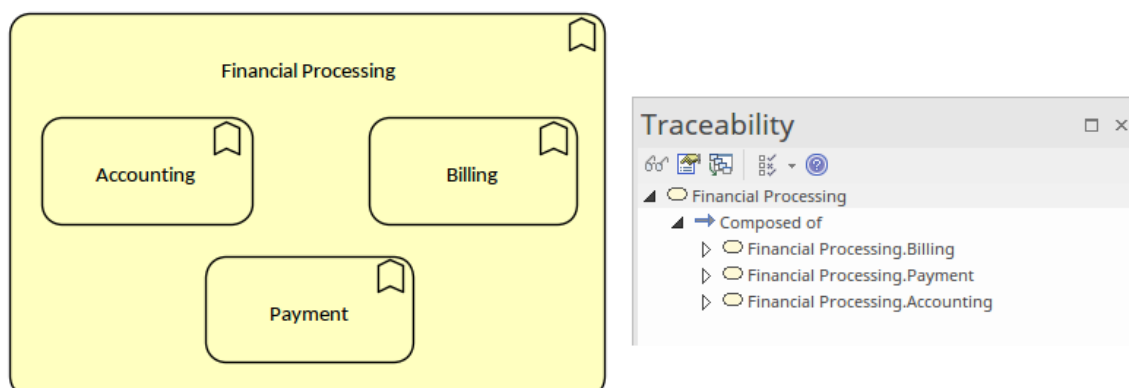 Financial Processing
Accounting
Billing
Payment
Traceability
Financial Processing
Composed of
Financial Processing.Billing
Financial Processing.Payment
Financial Processing.Accounting